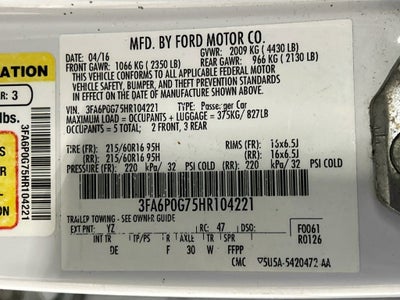 MFD. BY FORD MOTOR CO.
DATE: 04/16 GVWR: 2009 KG ( 4430 LB)
FRONT GAWR: 1066 KG ( 2350 LB) REAR GAWR: 966 KG ( 2130 LB)
THIS VEHICLE CONFORMS TO ALL APPLICABLE FEDERAL MOTOR
VEHICLE SAFETY, BUMPER, AND THEFT PREVENTION STANDARDS
IN EFFECT ON THE DATE OF MANUFACTURE SHOWN ABOVE.
VIN: 3FA6P0G75HR104221 TYPE: Passenger Car
MAXIMUM LOAD = OCCUPANTS + LUGGAGE = 375KG/ 827LB
OCCUPANTS = 5 TOTAL: 2 FRONT, 3 REAR
TIRE (FR): 215/60R16 95H RIMS (FR): 16x6.5J
(RR): 215/60R16 95H (RR): 16x6.5J
PRESSURE (FR): 220 kPa/ 32 PSI COLD (RR): 220 kPa/ 32 PSI COLD
3FA6P0G75HR104221
TRAILER TOWING - SEE OWNER GUIDE
EXT PNT: YZ RC: 47 DSO: F0061
INT TR TP/PS R AXLE TR SPR R0126
DE F 30 W FFPP
CMC 5U5A-5420472-AA
ATION
R: 3
lbs.
3FA6P0G75HR104221